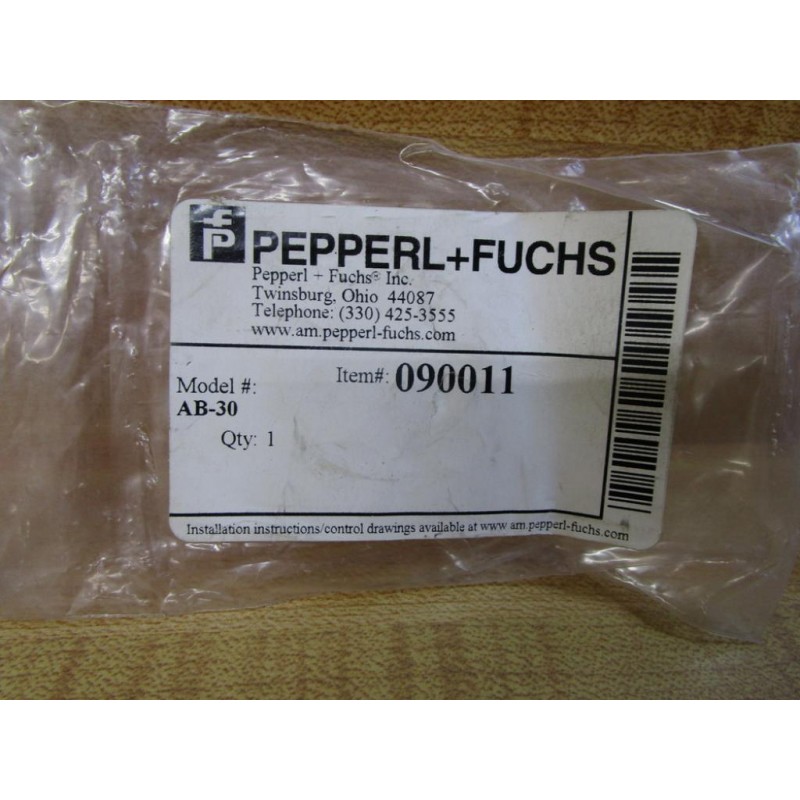 PEPPERL+FUCHS
Pepperl + Fuchs® Inc.
Twinsburg, Ohio 44087
Telephone: (330) 425-3555
www.am.pepperl-fuchs.com
Item#: 090011
Model #:
AB-30
Qty: 1
Installation instructions/control drawings available at www.am.pepperl-fuchs.com